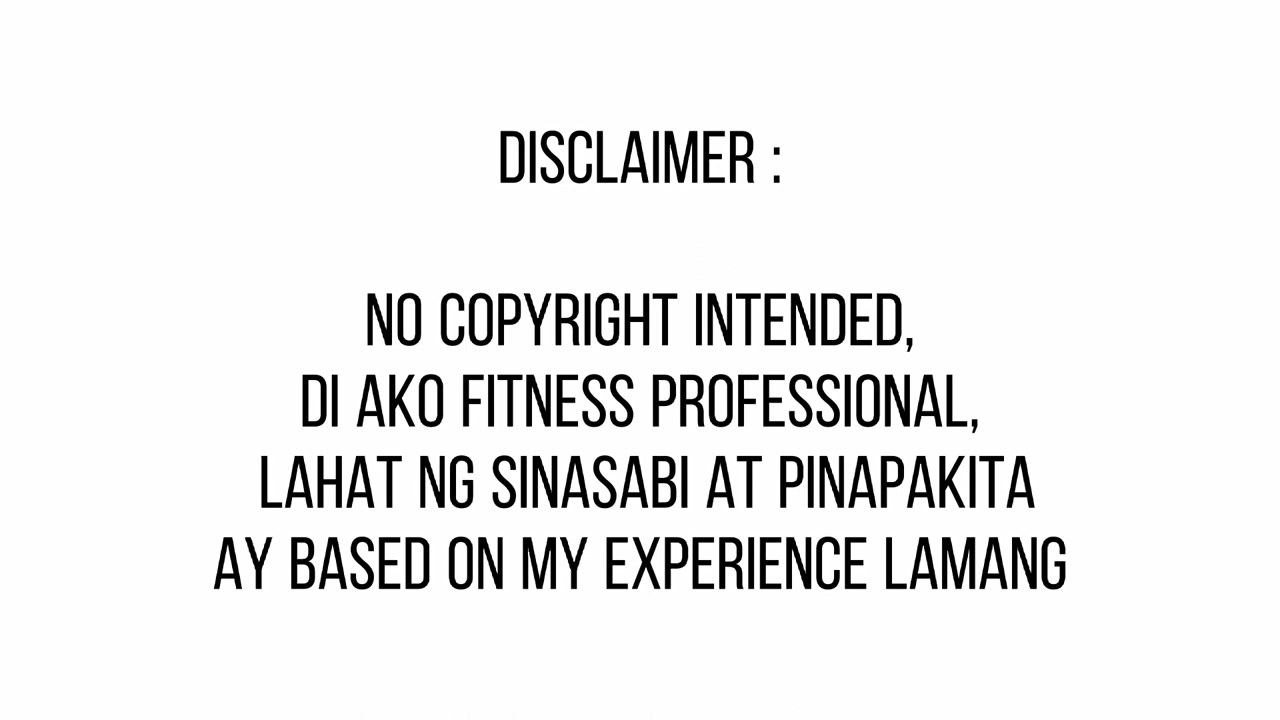 DISCLAIMER :
NO COPYRIGHT INTENDED,
DI AKO FITNESS PROFESSIONAL,
LAHAT NG SINASABI AT PINAPAKITA
AY BASED ON MY EXPERIENCE LAMANG